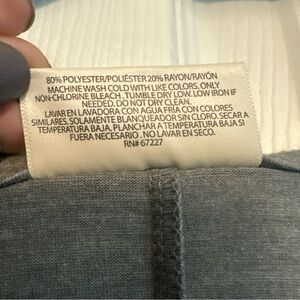 80% POLYESTER/POLIÉSTER 20% RAYON/RAYÓN
MACHINE WASH COLD WITH LIKE COLORS. ONLY
NON-CHLORINE BLEACH. TUMBLE DRY LOW. LOW IRON IF
NEEDED. DO NOT DRY CLEAN.
LAVAR EN LAVADORA CON AGUA FRÍA CON COLORES
SIMILARES. SOLAMENTE BLANQUEADOR SIN CLORO. SECAR A
TEMPERATURA BAJA. PLANCHAR A TEMPERATURA BAJA SI
FUERA NECESARIO. NO LAVAR EN SECO.
RN# 67227